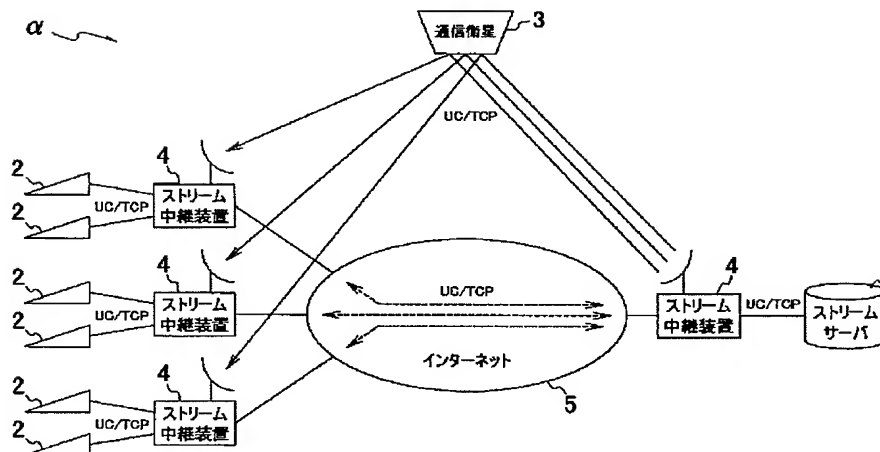 α
通信衛星
3
UC/TCP
2
4
ストリーム
中継装置
UC/TCP
2
2
4
ストリーム
中継装置
UC/TCP
2
2
4
ストリーム
中継装置
UC/TCP
2
UC/TCP
インターネット
5
4
ストリーム
中継装置
UC/TCP
ストリーム
サーバ